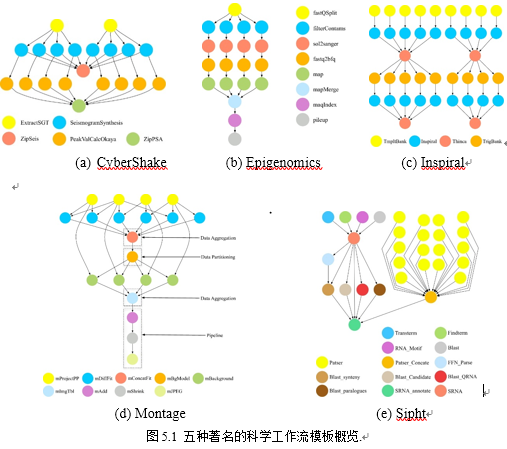 ExtractSGT
SeismogramSynthesis
ZipSeis
PeakValCalcOkaya
ZipPSA
(a) CyberShake
fastQSplit
filterContams
sol2sanger
fastq2bfq
map
mapMerge
maqIndex
pileup
(b) Epigenomics
TmpltBank
Inspiral
Thinca
TrigBank
(c) Inspiral
Data Aggregation
Data Partitioning
Data Aggregation
Pipeline
mProjectPP
mDiffFit
mConcatFit
mBgModel
mBackground
mImgTbl
mAdd
mShrink
mJPEG
(d) Montage
Transterm
Findterm
RNA_Motif
Blast
Patser
Patser_Concate
FFN_Parse
Blast_synteny
Blast_Candidate
Blast_QRNA
Blast_paralogues
SRNA_annotate
SRNA
(e) Sipht
图 5.1 五种著名的科学工作流模板概览.